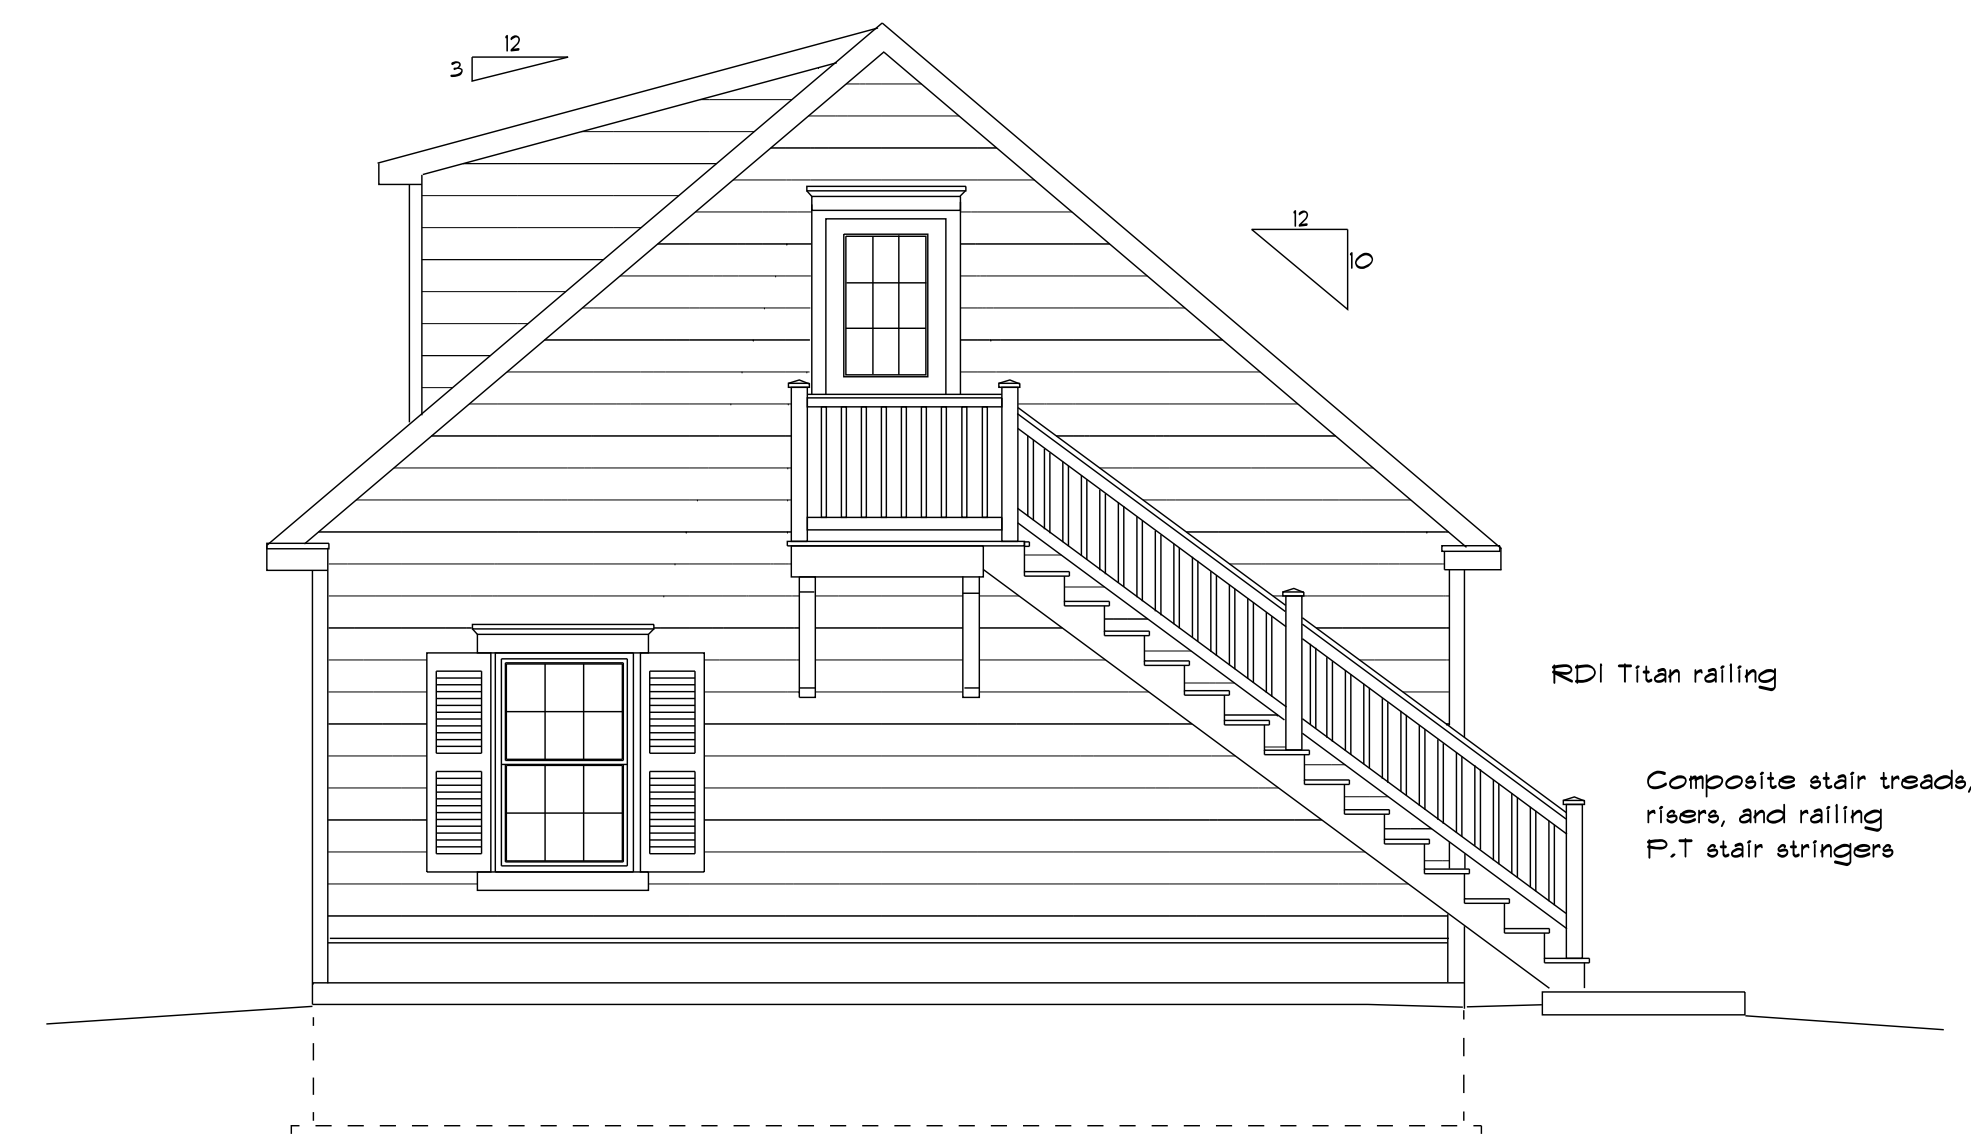 12
3
12
10
RDI Titan railing
Composite stair treads,
risers, and railing
P.T stair stringers